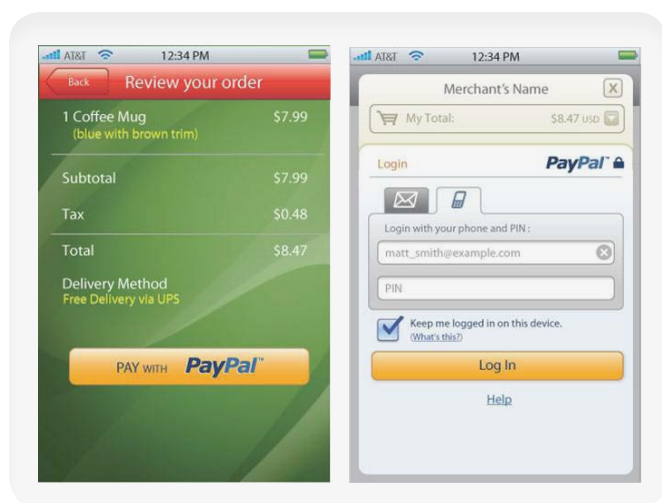 AT&T 12:34 PM
Back Review your order
1 Coffee Mug $7.99
(blue with brown trim)
Subtotal $7.99
Tax $0.48
Total $8.47
Delivery Method
Free Delivery via UPS
PAY WITH PayPal™
AT&T 12:34 PM
Merchant's Name X
My Total: $8.47 USD
Login PayPal™
Login with your phone and PIN:
matt_smith@example.com
PIN
Keep me logged in on this device.
(What's this?)
Log In
Help